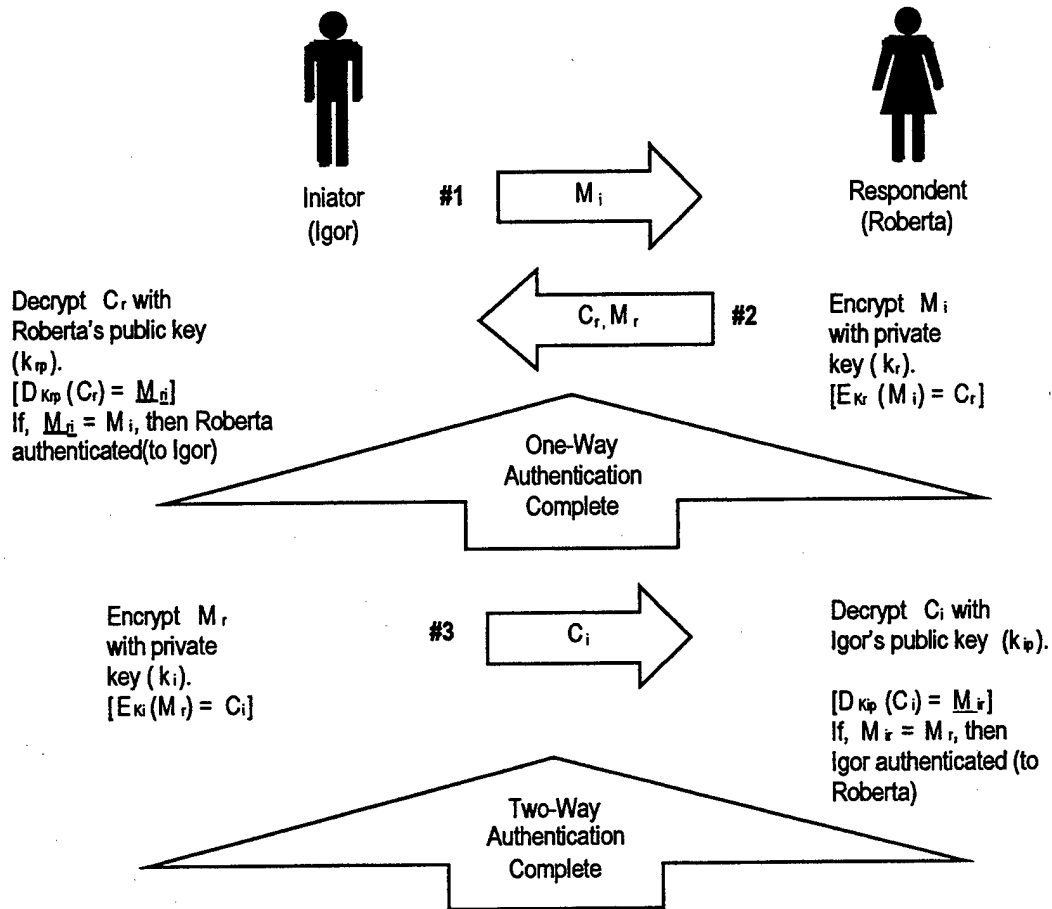 Iniator
(Igor)
#1
M i
Respondent
(Roberta)
Decrypt C r with
Roberta's public key
(k rp).
[D Krp (C r) = M ri]
If, M ri = M i, then Roberta
authenticated(to Igor)
C r, M r
#2
Encrypt M i
with private
key ( k r).
[E Kr (M i) = C r]
One-Way
Authentication
Complete
Encrypt M r
with private
key ( k i).
[E Ki (M r) = C i]
#3
C i
Decrypt C i with
Igor's public key (k ip).
[D Kip (C i) = M ir]
If, M ir = M r, then
Igor authenticated (to
Roberta)
Two-Way
Authentication
Complete